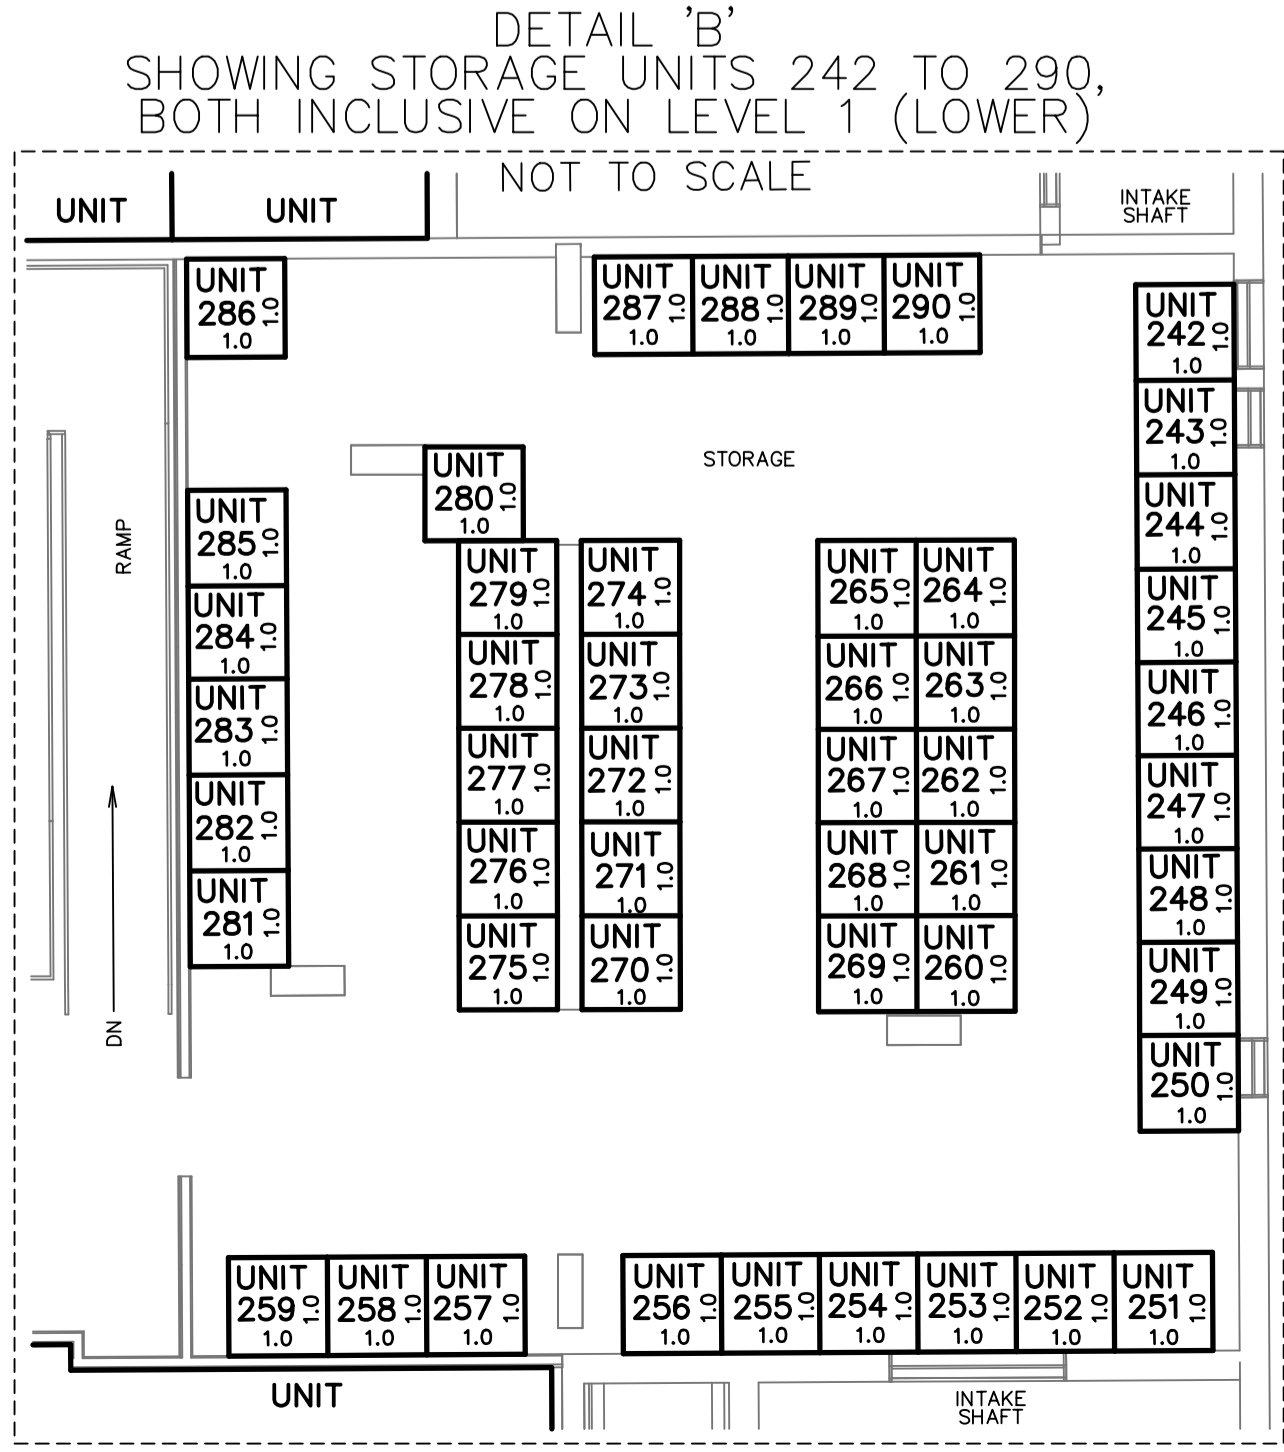 DETAIL 'B'
SHOWING STORAGE UNITS 242 TO 290,
BOTH INCLUSIVE ON LEVEL 1 (LOWER)
NOT TO SCALE
UNIT
UNIT
INTAKE
SHAFT
UNIT
286 1.0
1.0
UNIT
287 1.0
1.0
UNIT
288 1.0
1.0
UNIT
289 1.0
1.0
UNIT
290 1.0
1.0
UNIT
242 1.0
1.0
UNIT
243 1.0
1.0
UNIT
244 1.0
1.0
UNIT
245 1.0
1.0
UNIT
246 1.0
1.0
UNIT
247 1.0
1.0
UNIT
248 1.0
1.0
UNIT
249 1.0
1.0
UNIT
250 1.0
1.0
STORAGE
RAMP
DN
UNIT
285 1.0
1.0
UNIT
284 1.0
1.0
UNIT
283 1.0
1.0
UNIT
282 1.0
1.0
UNIT
281 1.0
1.0
UNIT
280 1.0
1.0
UNIT
279 1.0
1.0
UNIT
278 1.0
1.0
UNIT
277 1.0
1.0
UNIT
276 1.0
1.0
UNIT
275 1.0
1.0
UNIT
274 1.0
1.0
UNIT
273 1.0
1.0
UNIT
272 1.0
1.0
UNIT
271 1.0
1.0
UNIT
270 1.0
1.0
UNIT
265 1.0
1.0
UNIT
266 1.0
1.0
UNIT
267 1.0
1.0
UNIT
268 1.0
1.0
UNIT
269 1.0
1.0
UNIT
264 1.0
1.0
UNIT
263 1.0
1.0
UNIT
262 1.0
1.0
UNIT
261 1.0
1.0
UNIT
260 1.0
1.0
UNIT
259 1.0
1.0
UNIT
258 1.0
1.0
UNIT
257 1.0
1.0
UNIT
256 1.0
1.0
UNIT
255 1.0
1.0
UNIT
254 1.0
1.0
UNIT
253 1.0
1.0
UNIT
252 1.0
1.0
UNIT
251 1.0
1.0
UNIT
INTAKE
SHAFT